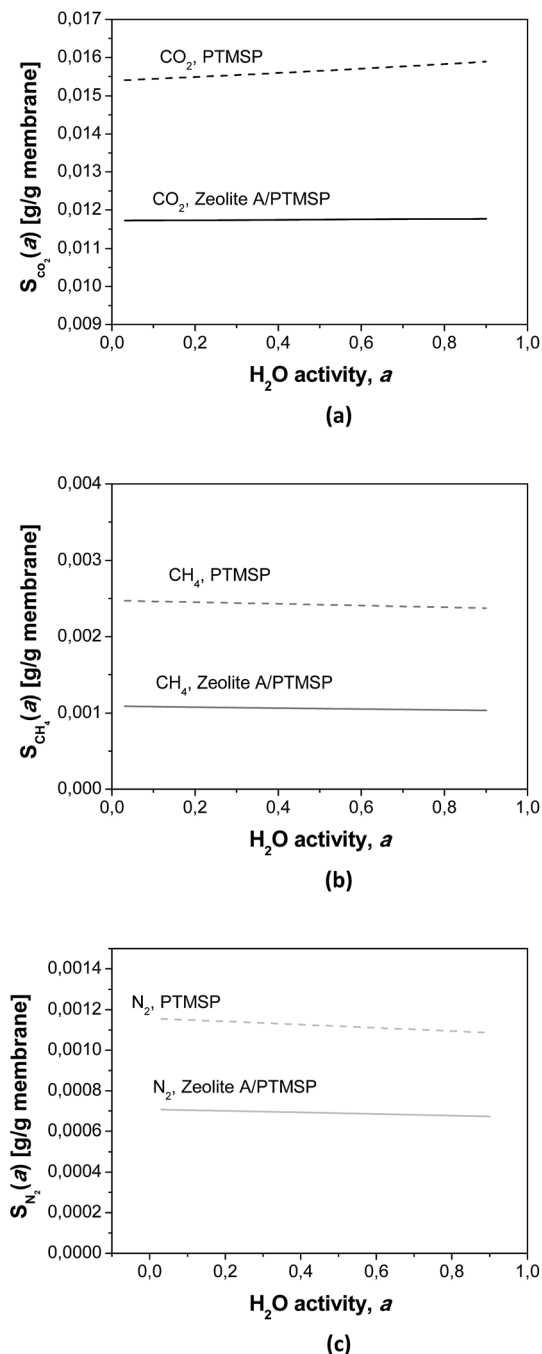 0,017
0,016
0,015
0,014
0,013
0,012
0,011
0,010
0,009
S_CO₂(a) [g/g membrane]
CO₂, PTMSP
CO₂, Zeolite A/PTMSP
0,0 0,2 0,4 0,6 0,8 1,0
H₂O activity, a
(a)
0,004
0,003
0,002
0,001
0,000
S_CH₄(a) [g/g membrane]
CH₄, PTMSP
CH₄, Zeolite A/PTMSP
0,0 0,2 0,4 0,6 0,8 1,0
H₂O activity, a
(b)
0,0014
0,0012
0,0010
0,0008
0,0006
0,0004
0,0002
0,0000
S_N₂(a) [g/g membrane]
N₂, PTMSP
N₂, Zeolite A/PTMSP
0,0 0,2 0,4 0,6 0,8 1,0
H₂O activity, a
(c)